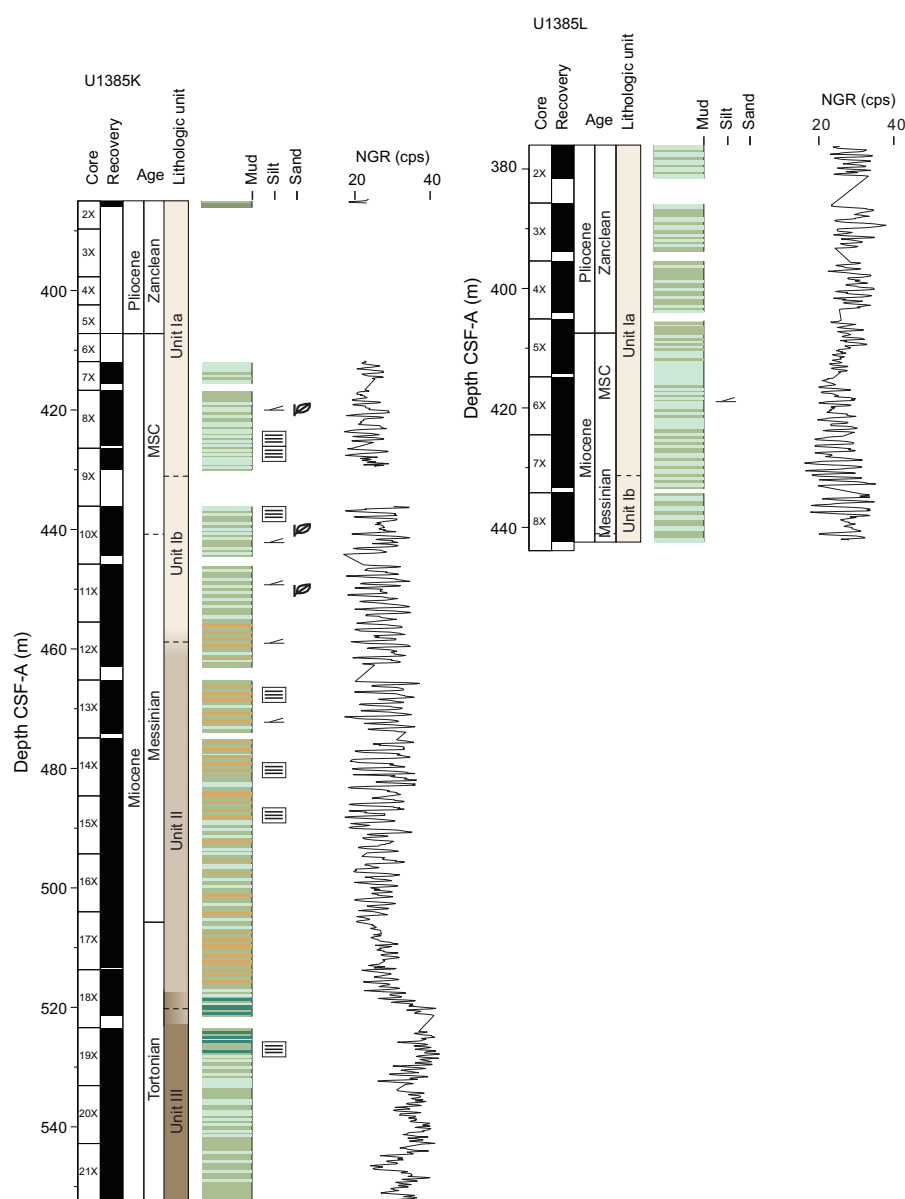 U1385K
Core
Recovery
Age
Lithologic unit
Mud
Silt
Sand
NGR (cps)
20 40
Depth CSF-A (m)
400
420
440
460
480
500
520
540
2X
3X
4X
5X
6X
7X
8X
9X
10X
11X
12X
13X
14X
15X
16X
17X
18X
19X
20X
21X
Pliocene
Miocene
Zanclean
MSC
Messinian
Tortonian
Unit Ia
Unit Ib
Unit II
Unit III
U1385L
Core
Recovery
Age
Lithologic unit
Mud
Silt
Sand
NGR (cps)
20 40
Depth CSF-A (m)
380
400
420
440
2X
3X
4X
5X
6X
7X
8X
Pliocene
Miocene
Zanclean
MSC
Messinian
Unit Ia
Unit Ib